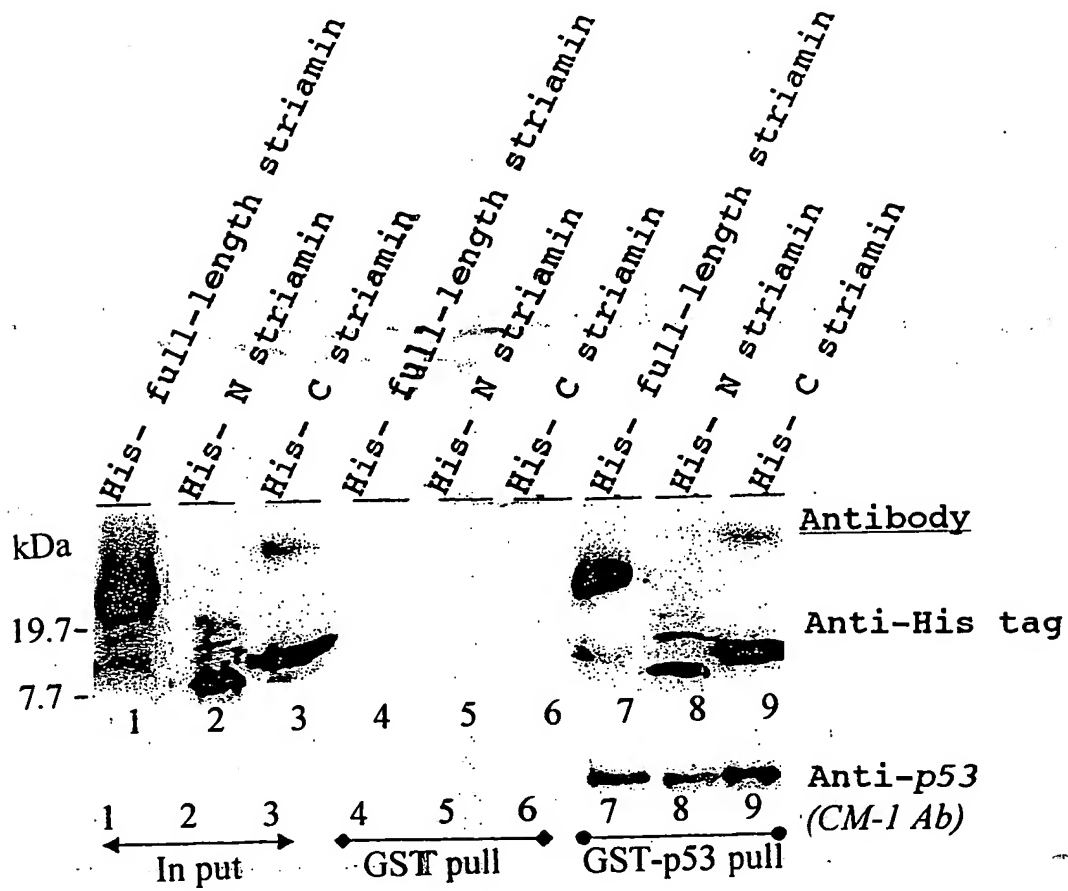 His- full-length striamin
His- N striamin
His- C striamin
His- full-length striamin
His- N striamin
His- C striamin
His- full-length striamin
His- N striamin
His- C striamin
Antibody
kDa
Anti-His tag
19.7-
7.7 -
1 2 3 4 5 6 7 8 9
Anti-p53
(CM-1 Ab)
1 2 3 4 5 6 7 8 9
In put
GST pull
GST-p53 pull